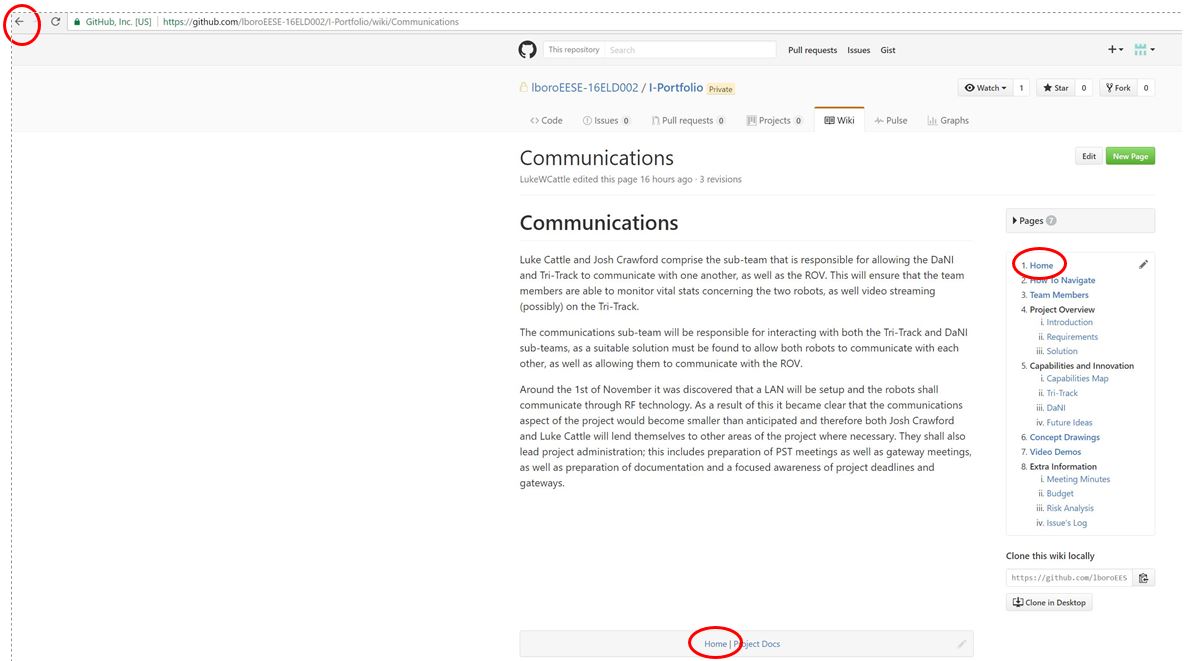 GitHub, Inc. [US] https://github.com/lboroEESE-16ELD002/I-Portfolio/wiki/Communications
This repository Search Pull requests Issues Gist
lboroEESE-16ELD002 / I-Portfolio Private
Watch 1 Star 0 Fork 0
Code Issues 0 Pull requests 0 Projects 0 Wiki Pulse Graphs
Communications
Edit New Page
LukeWCattle edited this page 16 hours ago · 3 revisions
Communications
Luke Cattle and Josh Crawford comprise the sub-team that is responsible for allowing the DaNI
and Tri-Track to communicate with one another, as well as the ROV. This will ensure that the team
members are able to monitor vital stats concerning the two robots, as well video streaming
(possibly) on the Tri-Track.
The communications sub-team will be responsible for interacting with both the Tri-Track and DaNI
sub-teams, as a suitable solution must be found to allow both robots to communicate with each
other, as well as allowing them to communicate with the ROV.
Around the 1st of November it was discovered that a LAN will be setup and the robots shall
communicate through RF technology. As a result of this it became clear that the communications
aspect of the project would become smaller than anticipated and therefore both Josh Crawford
and Luke Cattle will lend themselves to other areas of the project where necessary. They shall also
lead project administration; this includes preparation of PST meetings as well as gateway meetings,
as well as preparation of documentation and a focused awareness of project deadlines and
gateways.
Pages 7
1. Home
2. How To Navigate
3. Team Members
4. Project Overview
i. Introduction
ii. Requirements
iii. Solution
5. Capabilities and Innovation
i. Capabilities Map
ii. Tri-Track
iii. DaNI
iv. Future Ideas
6. Concept Drawings
7. Video Demos
8. Extra Information
i. Meeting Minutes
ii. Budget
iii. Risk Analysis
iv. Issue's Log
Clone this wiki locally
https://github.com/lboroEES
Clone in Desktop
Home | Project Docs